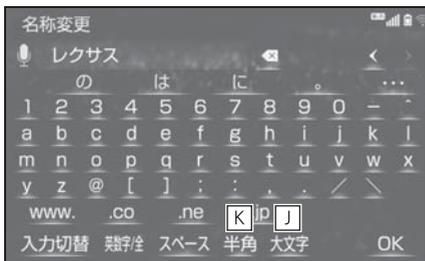 名称変更
レクサス
の は に 。 …
1 2 3 4 5 6 7 8 9 0 - ^
a b c d e f g h i j k l
m n o p q r s t u v w x
y z @ [ ] ; : , . / \
www. .co .ne K jp J
入力切替 英数字/全 スペース 半角 大文字 OK